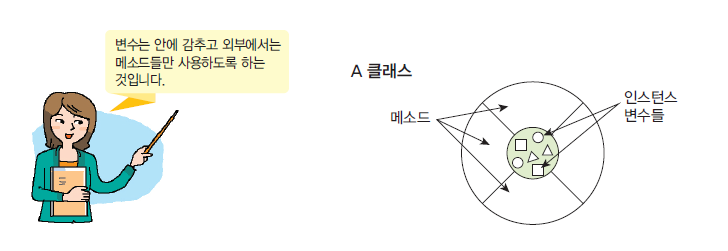 변수는 안에 감추고 외부에서는
메소드들만 사용하도록 하는
것입니다.
A 클래스
메소드
인스턴스
변수들